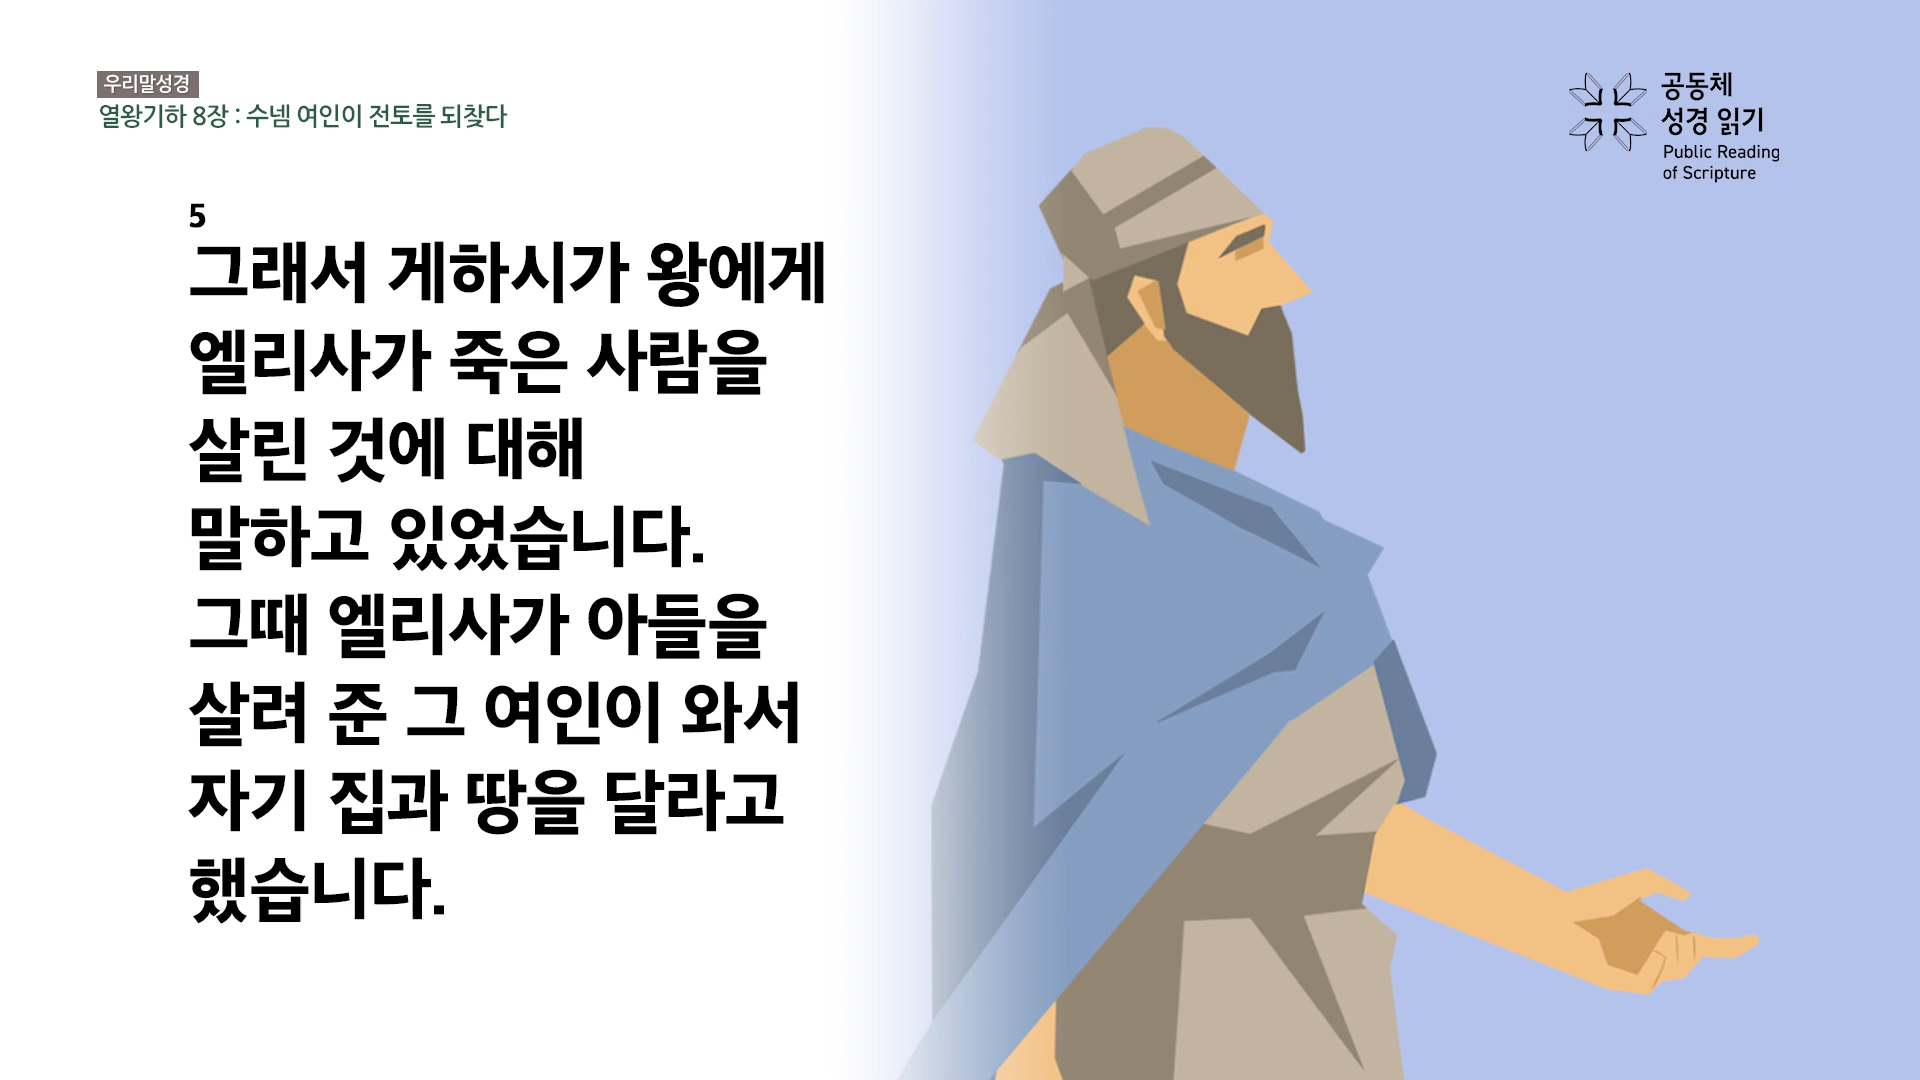 우리말성경
열왕기하 8장 : 수넴 여인이 전토를 되찾다
공동체
성경 읽기
Public Reading
of Scripture
5
그래서 게하시가 왕에게
엘리사가 죽은 사람을
살린 것에 대해
말하고 있었습니다.
그때 엘리사가 아들을
살려 준 그 여인이 와서
자기 집과 땅을 달라고
했습니다.